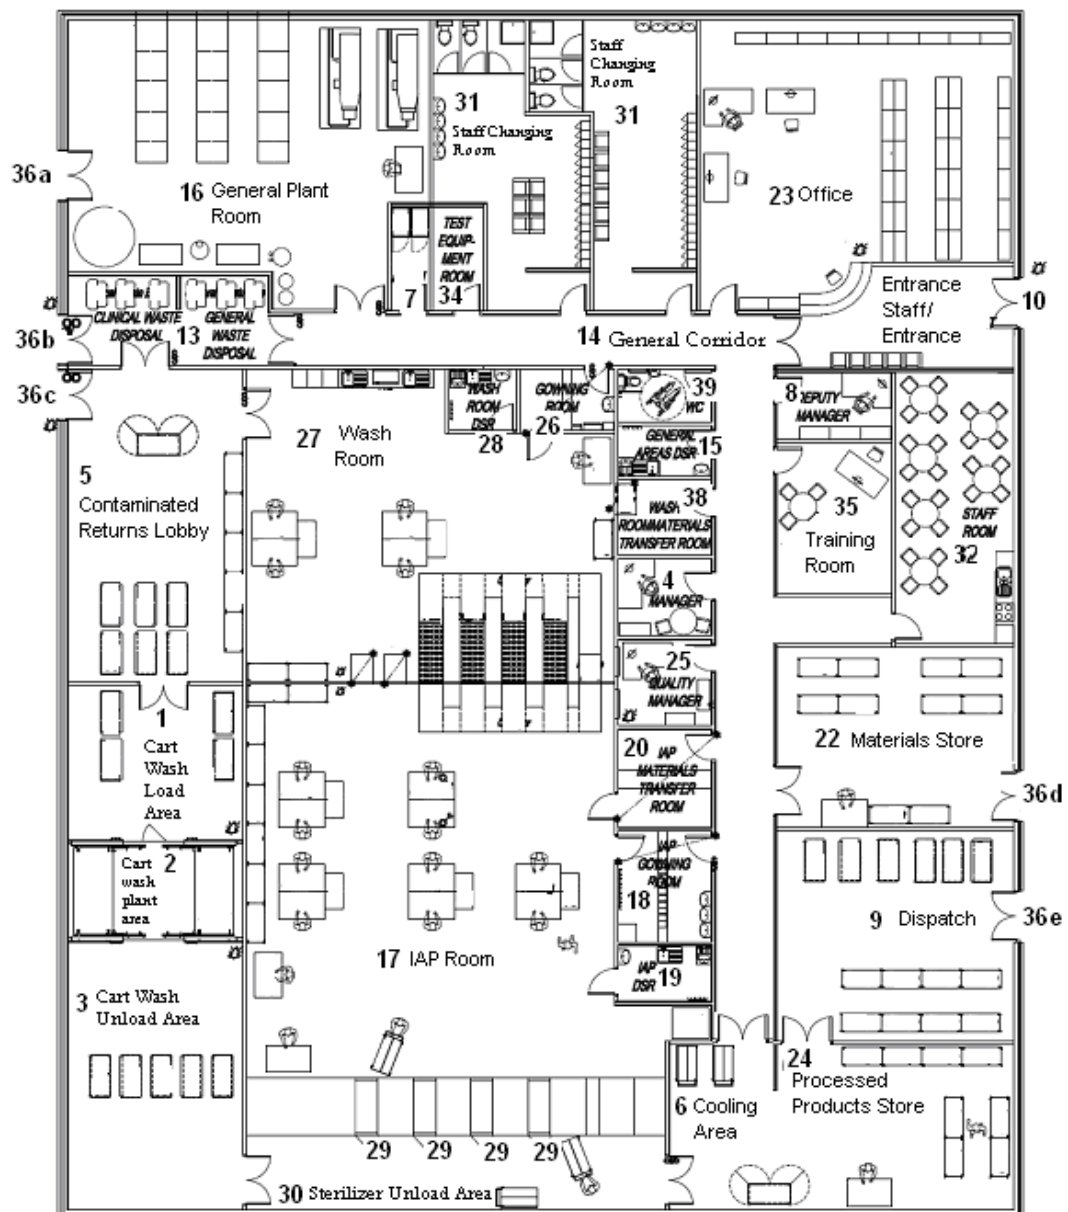 31
Staff Changing
Room
Staff
Changing
Room
31
36a
16 General Plant
Room
23 Office
TEST
EQUIP-
MENT
ROOM
34
7
Entrance
Staff/
Entrance
10
36b
CLINICAL WASTE
DISPOSAL
13
GENERAL
WASTE
DISPOSAL
14
General Corridor
36c
27 Wash
Room
WASH
ROOM
DSR
28
GOWNING
ROOM
26
39
WC
8
DEPUTY
MANAGER
GENERAL
AREAS DSR
15
5
Contaminated
Returns Lobby
38
WASH
ROOM MATERIALS
TRANSFER ROOM
35
Training
Room
STAFF
ROOM
32
4
MANAGER
25
QUALITY
MANAGER
1
Cart
Wash
Load
Area
20
IAP
MATERIALS
TRANSFER
ROOM
22 Materials Store
36d
2
Cart
wash
plant
area
IAP
GOWNING
ROOM
18
9 Dispatch
36e
17 IAP Room
IAP
DSR
19
3 Cart Wash
Unload Area
24
Processed
Products Store
6 Cooling
Area
29
29
29
29
30 Sterilizer Unload Area